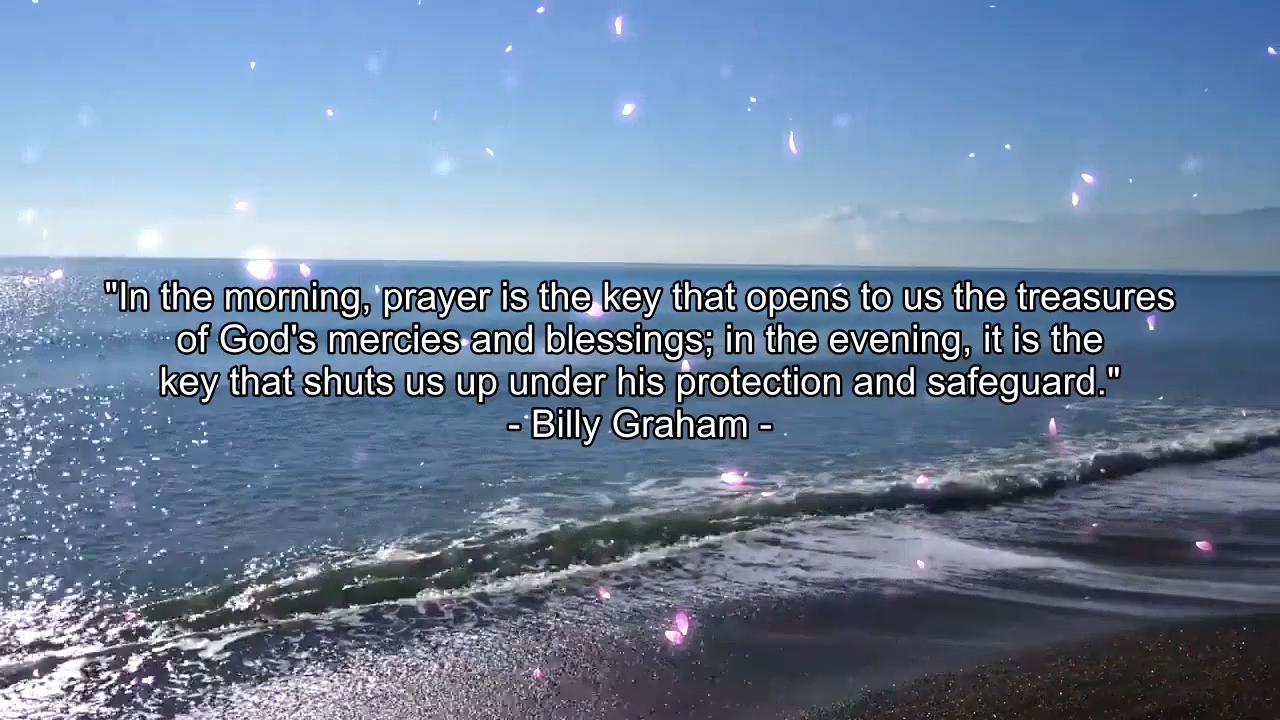 "In the morning, prayer is the key that opens to us the treasures
of God's mercies and blessings; in the evening, it is the
key that shuts us up under his protection and safeguard."
- Billy Graham -